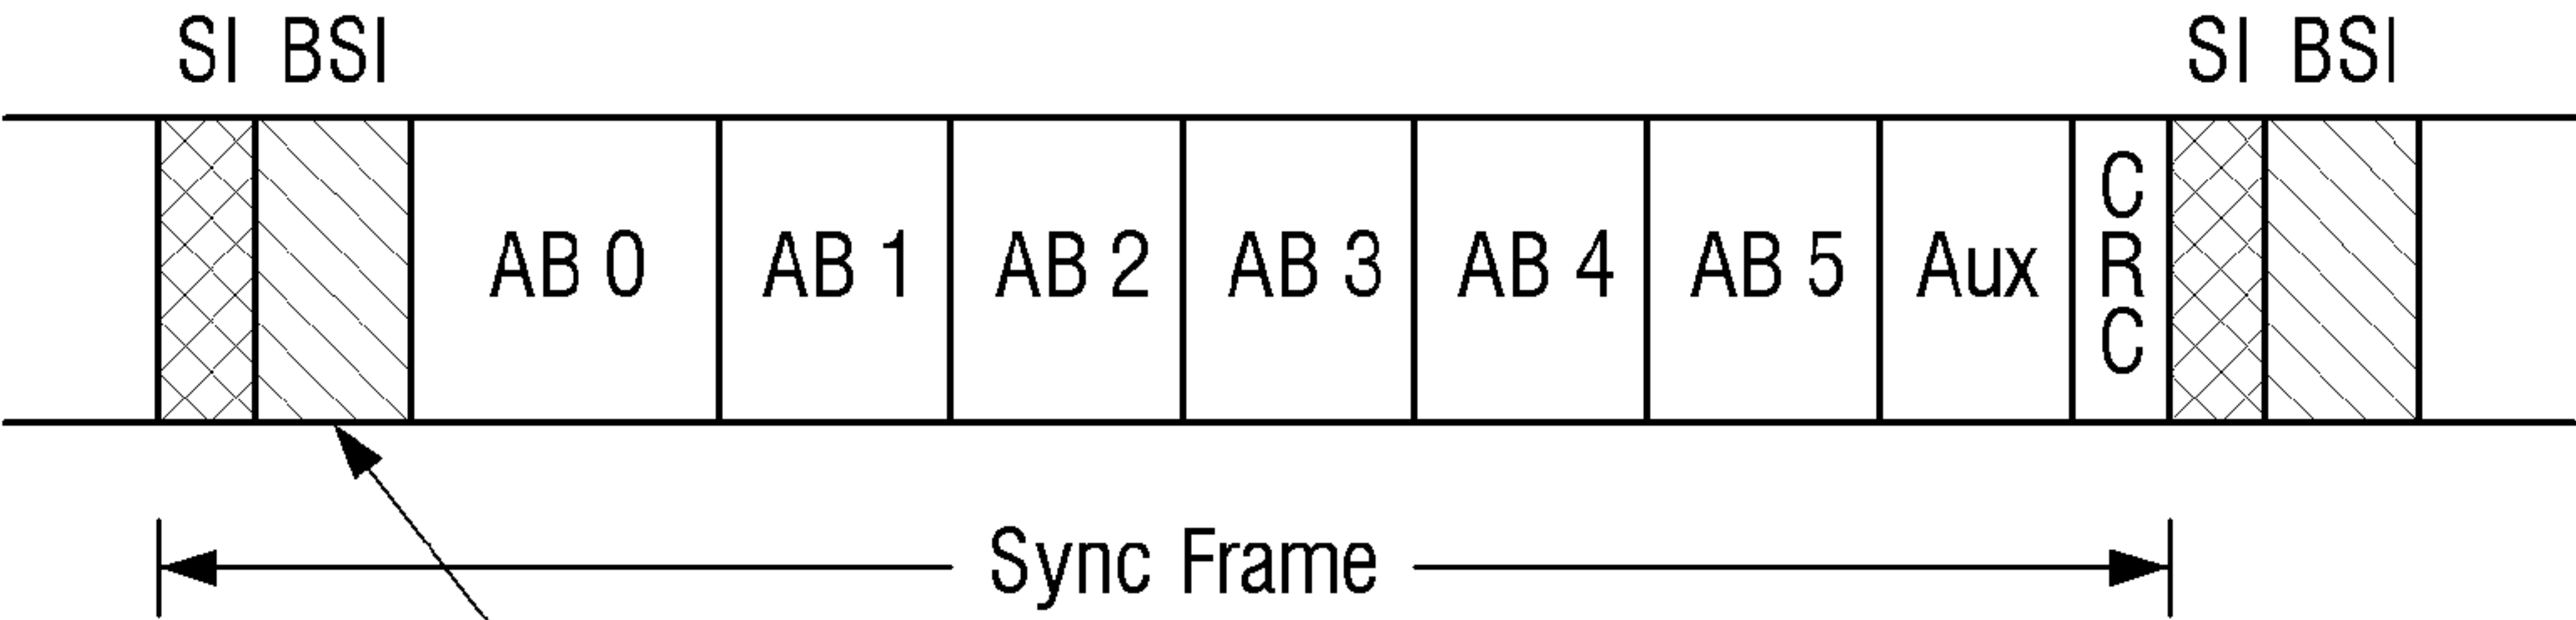 SI BSI SI BSI
AB 0 AB 1 AB 2 AB 3 AB 4 AB 5 Aux CRC
Sync Frame